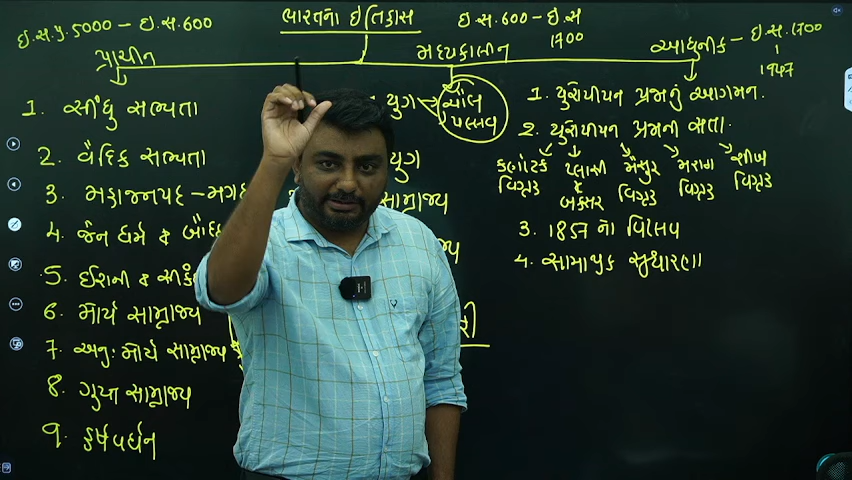 ભારતનો ઇતિહાસ
ઇ.સ.પૂ. 5000 – ઇ.સ. 600
ઇ.સ. 600 – ઇ.સ
1700
ઇ.સ. 1700
1947
પ્રાચીન
મધ્યકાલીન
આધુનીક –
1. સીંધુ સભ્યતા
2. વૈદિક સભ્યતા
3. મહાજનપદ – મગ
4. જૈન ધર્મ & બૌદ્ધ
5. ઈરાની & સીકં
6. મૌર્ય સામ્રાજ્ય
7. અનુ: મૌર્ય સામ્રાજ્ય
8. ગુપ્ત સામ્રાજ્ય
9. હર્ષવર્ધન
યુગ
ચૌલ
પલ્લવ
યુગ
સામ્રાજ્ય
1. યુરોપીયન પ્રજાનું આગમન.
2. યુરોપીયન પ્રજાની સત્તા.
કર્ણાટક વિગ્રહ
પ્લાસી & બક્સર
મૈસુર વિગ્રહ
મરાઠા વિગ્રહ
શીખ વિગ્રહ
3. 1857 નો વિપ્લવ
4. સામાજીક સુધારણા